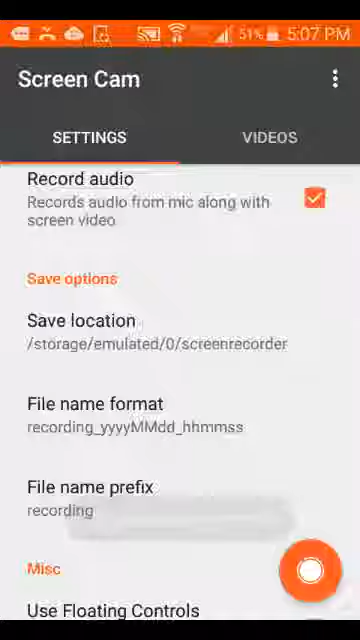 51% 5:07 PM
Screen Cam
SETTINGS VIDEOS
Record audio
Records audio from mic along with
screen video
Save options
Save location
/storage/emulated/0/screenrecorder
File name format
recording_yyyyMMdd_hhmmss
File name prefix
recording
Misc
Use Floating Controls